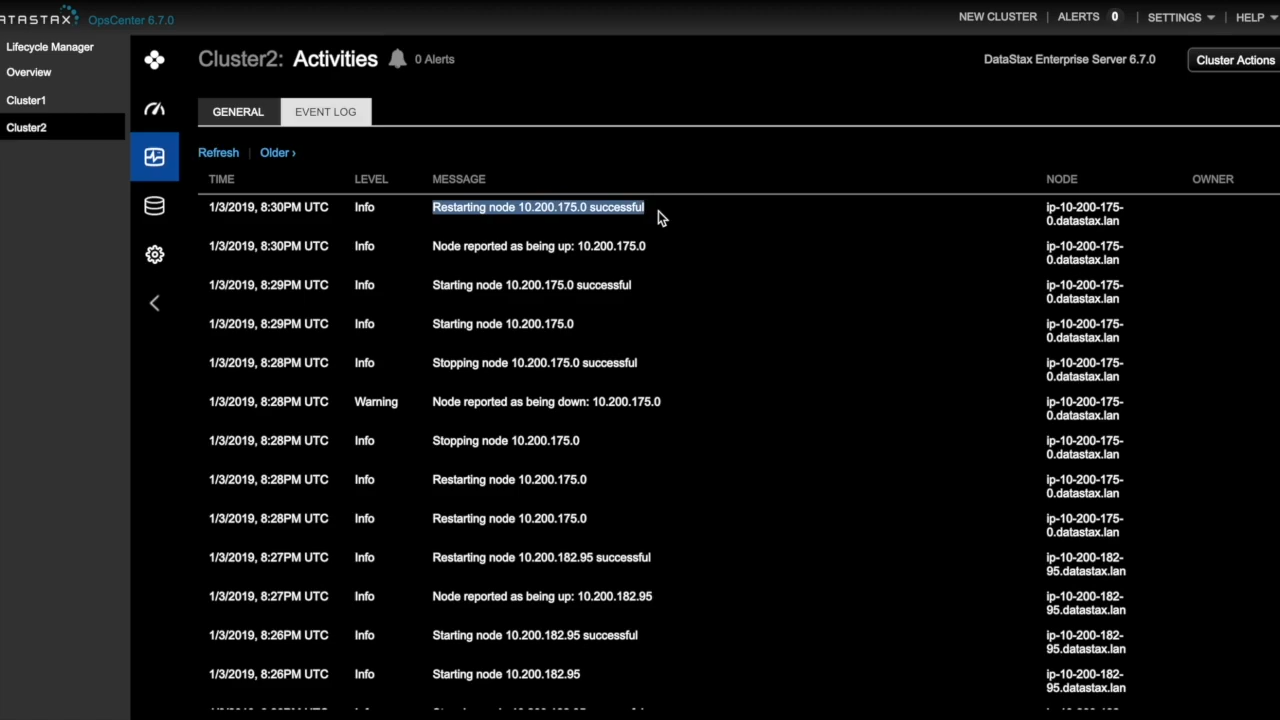 ATASTAX OpsCenter 6.7.0 NEW CLUSTER | ALERTS 0 | SETTINGS | HELP
Lifecycle Manager
Overview
Cluster1
Cluster2
Cluster2: Activities 0 Alerts DataStax Enterprise Server 6.7.0 Cluster Actions
GENERAL EVENT LOG
Refresh | Older ›
TIME LEVEL MESSAGE NODE OWNER
1/3/2019, 8:30PM UTC Info Restarting node 10.200.175.0 successful ip-10-200-175-
0.datastax.lan
1/3/2019, 8:30PM UTC Info Node reported as being up: 10.200.175.0 ip-10-200-175-
0.datastax.lan
1/3/2019, 8:29PM UTC Info Starting node 10.200.175.0 successful ip-10-200-175-
0.datastax.lan
1/3/2019, 8:29PM UTC Info Starting node 10.200.175.0 ip-10-200-175-
0.datastax.lan
1/3/2019, 8:28PM UTC Info Stopping node 10.200.175.0 successful ip-10-200-175-
0.datastax.lan
1/3/2019, 8:28PM UTC Warning Node reported as being down: 10.200.175.0 ip-10-200-175-
0.datastax.lan
1/3/2019, 8:28PM UTC Info Stopping node 10.200.175.0 ip-10-200-175-
0.datastax.lan
1/3/2019, 8:28PM UTC Info Restarting node 10.200.175.0 ip-10-200-175-
0.datastax.lan
1/3/2019, 8:28PM UTC Info Restarting node 10.200.175.0 ip-10-200-175-
0.datastax.lan
1/3/2019, 8:27PM UTC Info Restarting node 10.200.182.95 successful ip-10-200-182-
95.datastax.lan
1/3/2019, 8:27PM UTC Info Node reported as being up: 10.200.182.95 ip-10-200-182-
95.datastax.lan
1/3/2019, 8:26PM UTC Info Starting node 10.200.182.95 successful ip-10-200-182-
95.datastax.lan
1/3/2019, 8:26PM UTC Info Starting node 10.200.182.95 ip-10-200-182-
95.datastax.lan